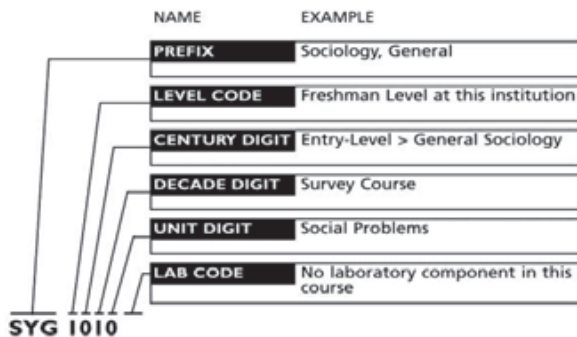 NAME EXAMPLE
PREFIX Sociology, General
LEVEL CODE Freshman Level at this institution
CENTURY DIGIT Entry-Level > General Sociology
DECADE DIGIT Survey Course
UNIT DIGIT Social Problems
LAB CODE No laboratory component in this
course
SYG 1010